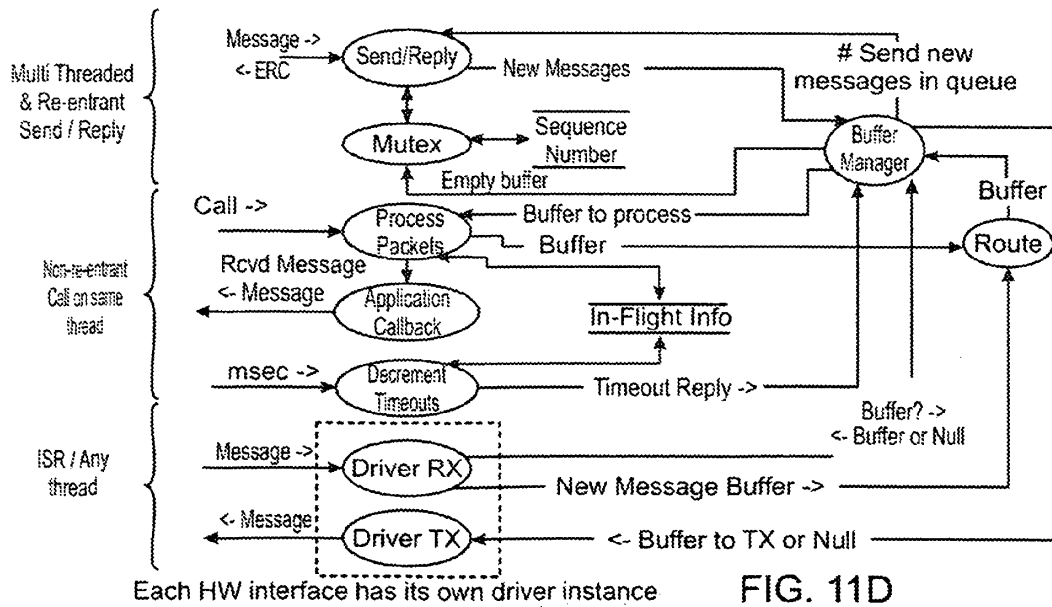 Multi Threaded
& Re-entrant
Send / Reply
Message ->
<- ERC
Send/Reply
New Messages
# Send new
messages in queue
Mutex
Sequence
Number
Buffer
Manager
Empty buffer
Buffer
Non-re-entrant
Call on same
thread
Call ->
Process
Packets
Buffer to process
Buffer
Route
Rcvd Message
<- Message
Application
Callback
In-Flight Info
msec ->
Decrement
Timeouts
Timeout Reply ->
Buffer? ->
<- Buffer or Null
ISR / Any
thread
Message ->
Driver RX
New Message Buffer ->
<- Message
Driver TX
<- Buffer to TX or Null
Each HW interface has its own driver instance
FIG. 11D